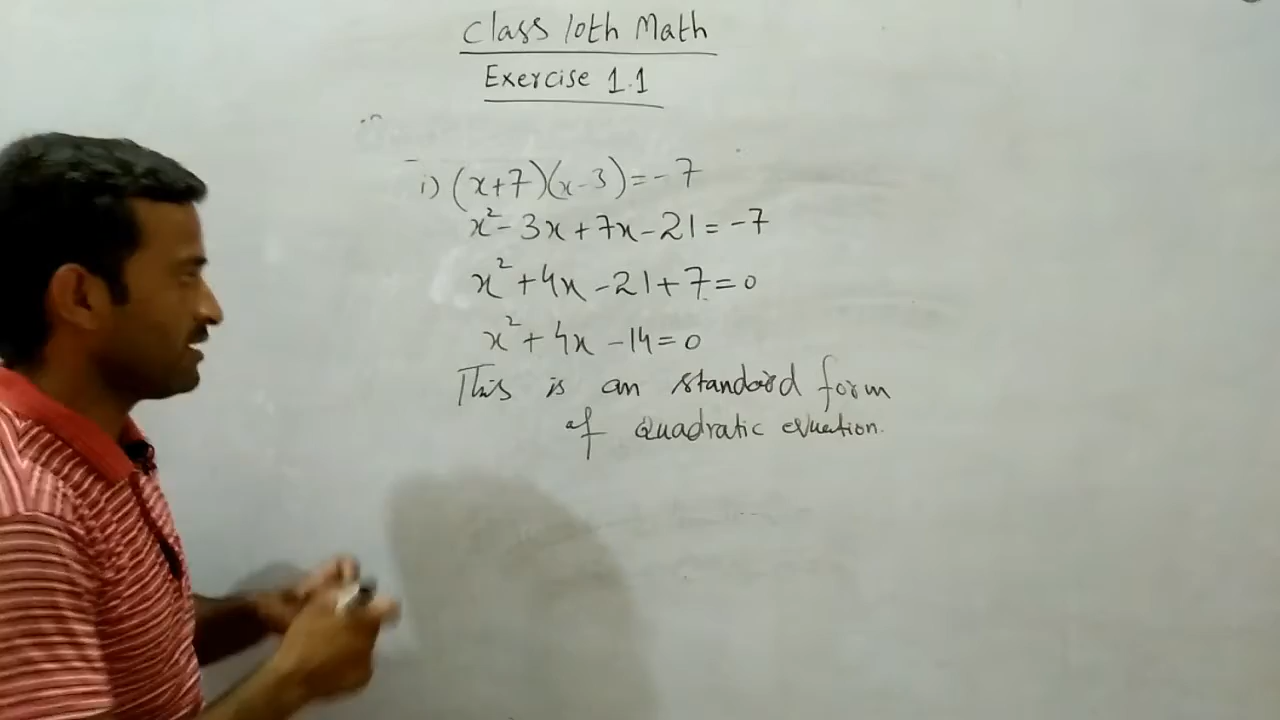 Class 10th Math
Exercise 1.1
i) (x+7)(x-3)=-7
x²-3x+7x-21=-7
x²+4x-21+7=0
x²+4x-14=0
This is an standard form
of Quadratic equation.